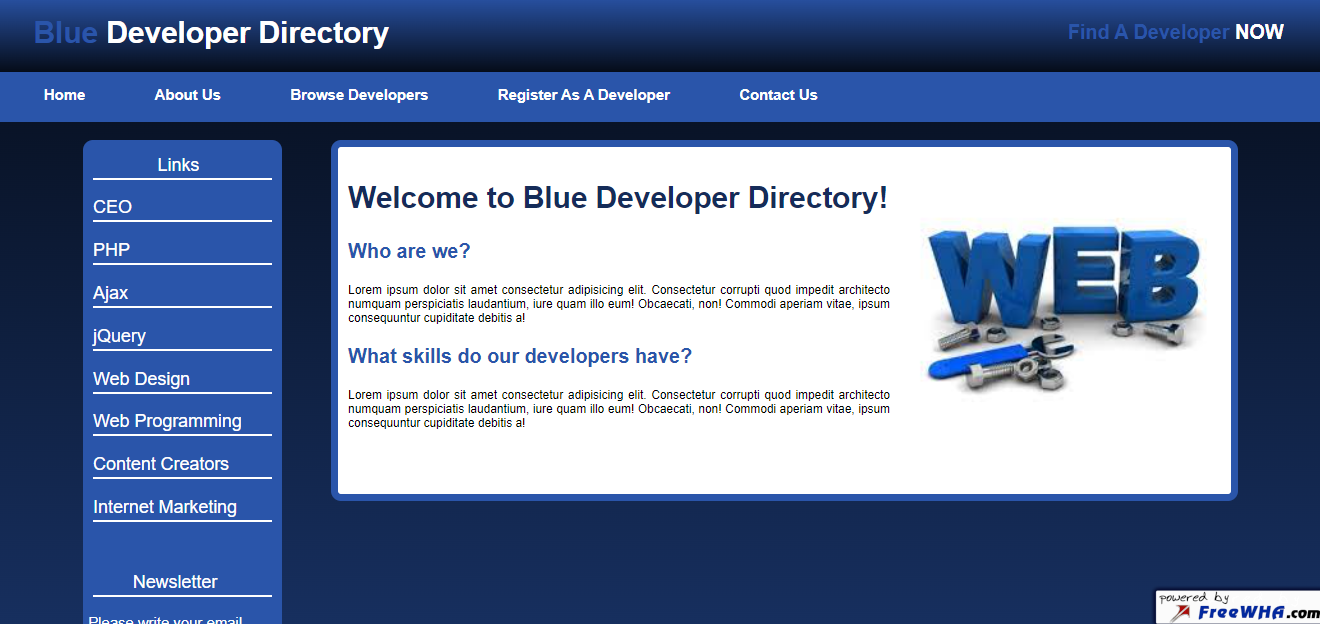 Blue Developer Directory
Find A Developer NOW
Home About Us Browse Developers Register As A Developer Contact Us
Links
CEO
PHP
Ajax
jQuery
Web Design
Web Programming
Content Creators
Internet Marketing
Newsletter
Please write your email
Welcome to Blue Developer Directory!
Who are we?
Lorem ipsum dolor sit amet consectetur adipisicing elit. Consectetur corrupti quod impedit architecto
numquam perspiciatis laudantium, iure quam illo eum! Obcaecati, non! Commodi aperiam vitae, ipsum
consequuntur cupiditate debitis a!
What skills do our developers have?
Lorem ipsum dolor sit amet consectetur adipisicing elit. Consectetur corrupti quod impedit architecto
numquam perspiciatis laudantium, iure quam illo eum! Obcaecati, non! Commodi aperiam vitae, ipsum
consequuntur cupiditate debitis a!
WEB
powered by
FreeWHA.com